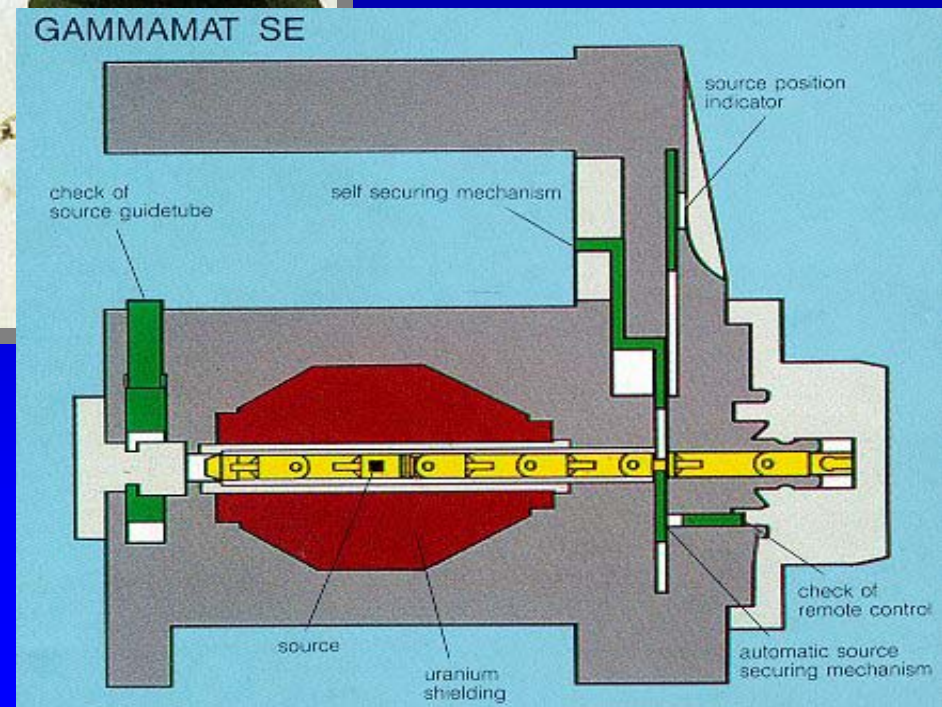 GAMMAMAT SE
source position
indicator
check of
source guidetube
self securing mechanism
source
uranium
shielding
check of
remote control
automatic source
securing mechanism